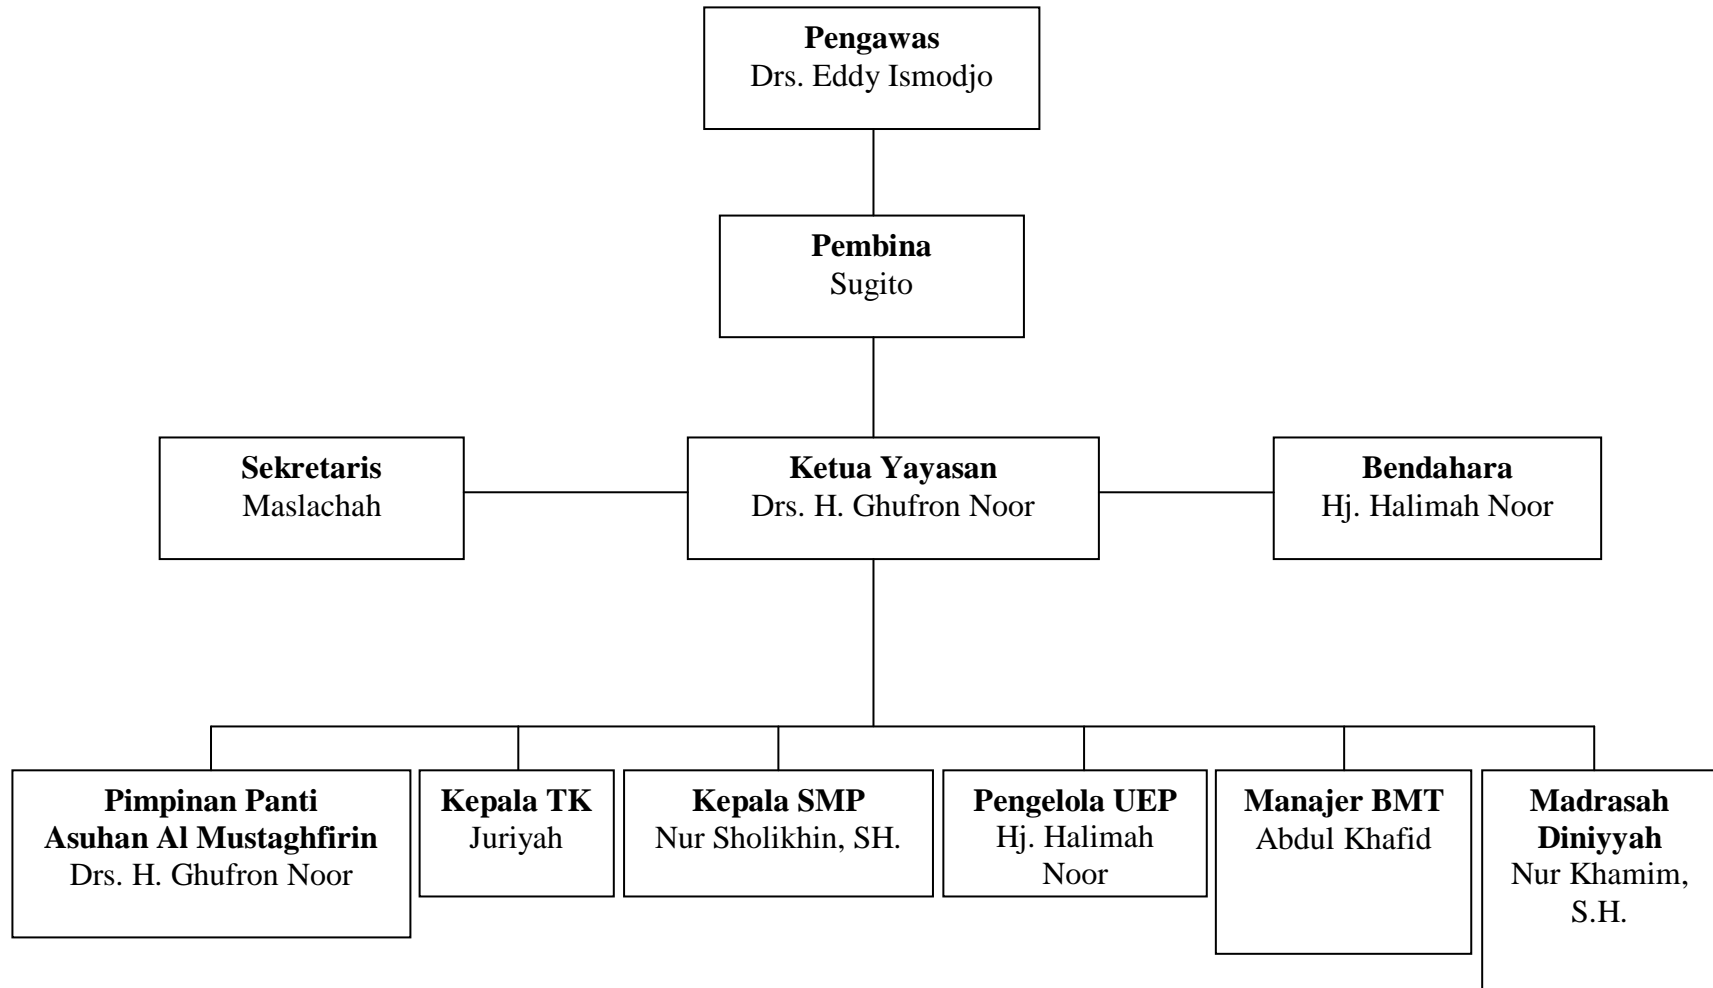 Pengawas
Drs. Eddy Ismodjo
Pembina
Sugito
Sekretaris
Maslachah
Ketua Yayasan
Drs. H. Ghufron Noor
Bendahara
Hj. Halimah Noor
Pimpinan Panti
Asuhan Al Mustaghfirin
Drs. H. Ghufron Noor
Kepala TK
Juriyah
Kepala SMP
Nur Sholikhin, SH.
Pengelola UEP
Hj. Halimah
Noor
Manajer BMT
Abdul Khafid
Madrasah
Diniyyah
Nur Khamim,
S.H.